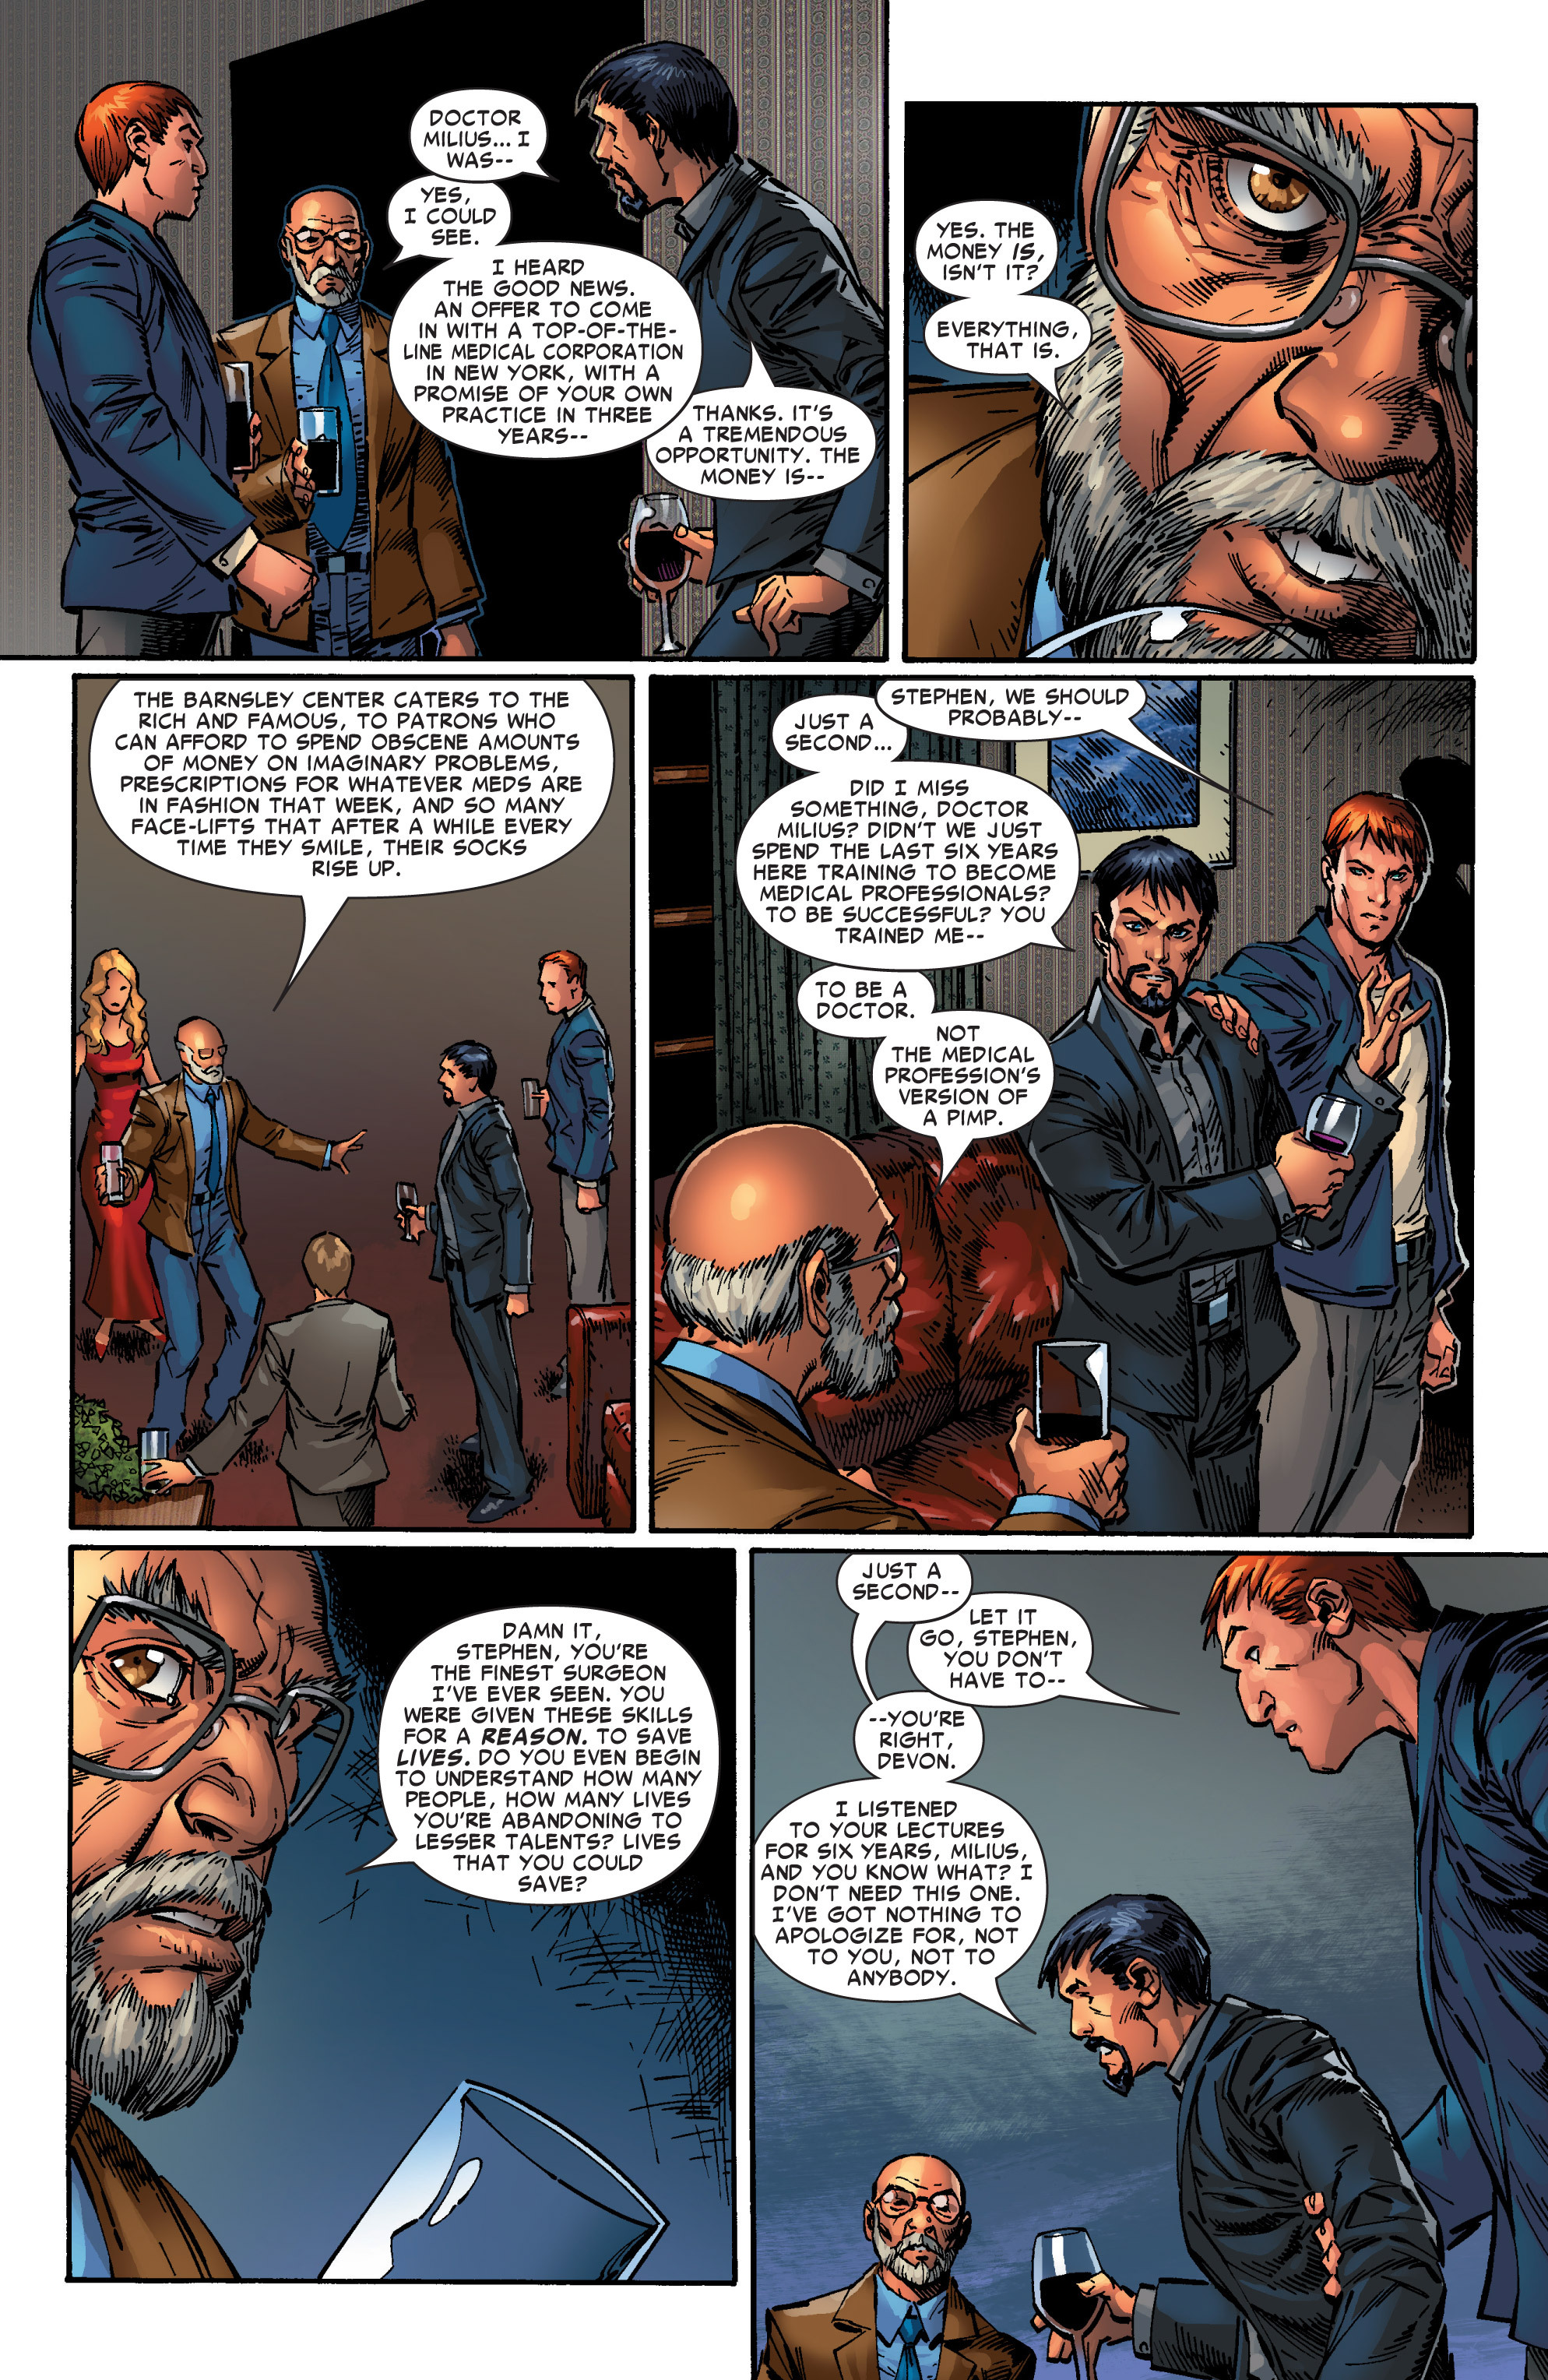 DOCTOR
MILIUS... I
WAS--
YES,
I COULD
SEE.
I HEARD
THE GOOD NEWS.
AN OFFER TO COME
IN WITH A TOP-OF-THE-
LINE MEDICAL CORPORATION
IN NEW YORK, WITH A
PROMISE OF YOUR OWN
PRACTICE IN THREE
YEARS--
THANKS. IT'S
A TREMENDOUS
OPPORTUNITY. THE
MONEY IS--
YES. THE
MONEY IS,
ISN'T IT?
EVERYTHING,
THAT IS.
THE BARNSLEY CENTER CATERS TO THE
RICH AND FAMOUS, TO PATRONS WHO
CAN AFFORD TO SPEND OBSCENE AMOUNTS
OF MONEY ON IMAGINARY PROBLEMS,
PRESCRIPTIONS FOR WHATEVER MEDS ARE
IN FASHION THAT WEEK, AND SO MANY
FACE-LIFTS THAT AFTER A WHILE EVERY
TIME THEY SMILE, THEIR SOCKS
RISE UP.
STEPHEN, WE SHOULD
PROBABLY--
JUST A
SECOND...
DID I MISS
SOMETHING, DOCTOR
MILIUS? DIDN'T WE JUST
SPEND THE LAST SIX YEARS
HERE TRAINING TO BECOME
MEDICAL PROFESSIONALS?
TO BE SUCCESSFUL? YOU
TRAINED ME--
TO BE A
DOCTOR.
NOT
THE MEDICAL
PROFESSION'S
VERSION OF
A PIMP.
DAMN IT,
STEPHEN, YOU'RE
THE FINEST SURGEON
I'VE EVER SEEN. YOU
WERE GIVEN THESE SKILLS
FOR A REASON. TO SAVE
LIVES. DO YOU EVEN BEGIN
TO UNDERSTAND HOW MANY
PEOPLE, HOW MANY LIVES
YOU'RE ABANDONING TO
LESSER TALENTS? LIVES
THAT YOU COULD
SAVE?
JUST A
SECOND--
LET IT
GO, STEPHEN,
YOU DON'T
HAVE TO--
--YOU'RE
RIGHT,
DEVON.
I LISTENED
TO YOUR LECTURES
FOR SIX YEARS, MILIUS,
AND YOU KNOW WHAT? I
DON'T NEED THIS ONE.
I'VE GOT NOTHING TO
APOLOGIZE FOR, NOT
TO YOU, NOT TO
ANYBODY.